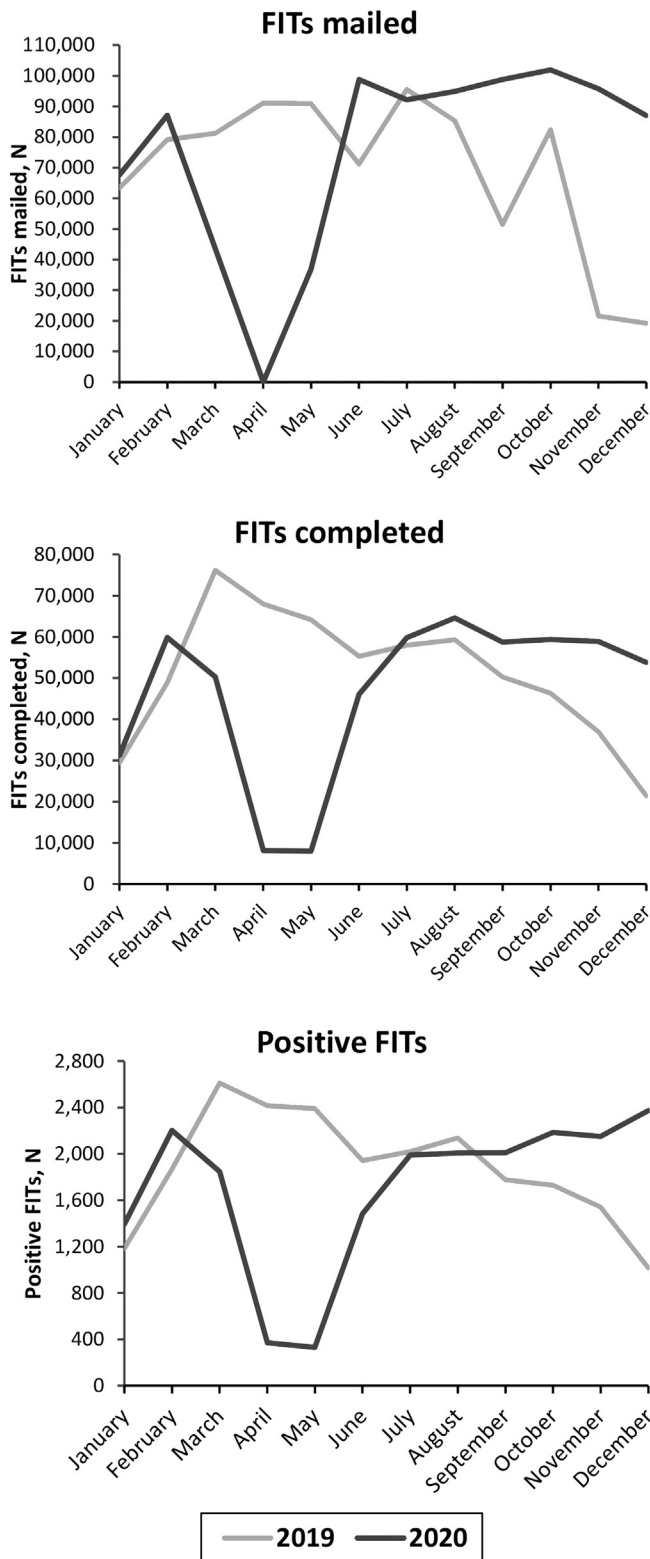 FITs mailed
FITs mailed, N
110,000
100,000
90,000
80,000
70,000
60,000
50,000
40,000
30,000
20,000
10,000
0
January
February
March
April
May
June
July
August
September
October
November
December
FITs completed
FITs completed, N
80,000
70,000
60,000
50,000
40,000
30,000
20,000
10,000
0
January
February
March
April
May
June
July
August
September
October
November
December
Positive FITs
Positive FITs, N
2,800
2,400
2,000
1,600
1,200
800
400
0
January
February
March
April
May
June
July
August
September
October
November
December
2019 2020